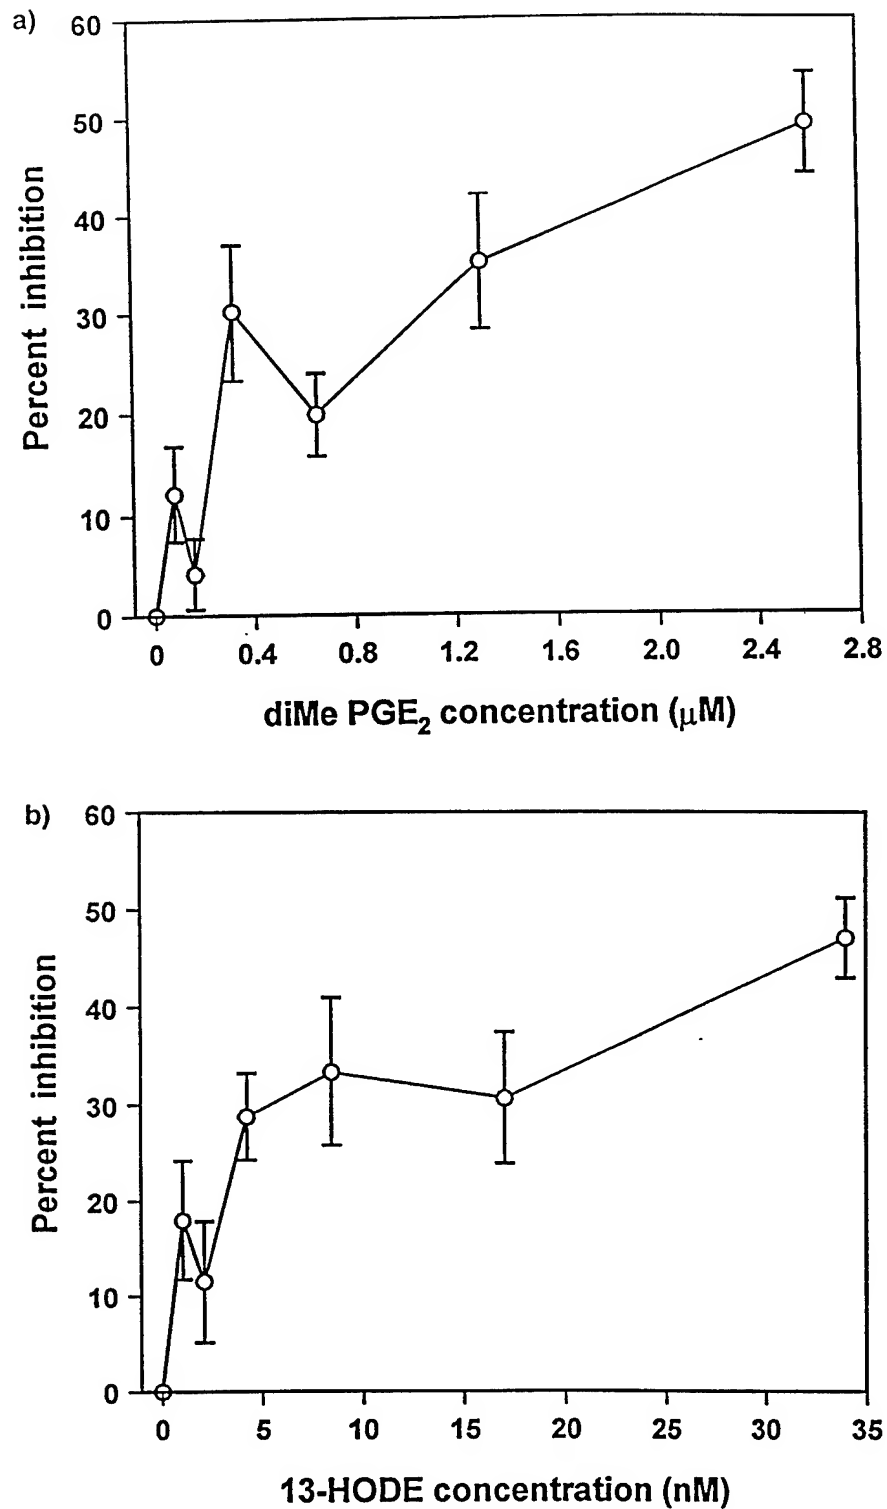 a)
60
50
40
30
20
10
0
Percent inhibition
0 0.4 0.8 1.2 1.6 2.0 2.4 2.8
diMe PGE₂ concentration (μM)
b)
60
50
40
30
20
10
0
Percent inhibition
0 5 10 15 20 25 30 35
13-HODE concentration (nM)